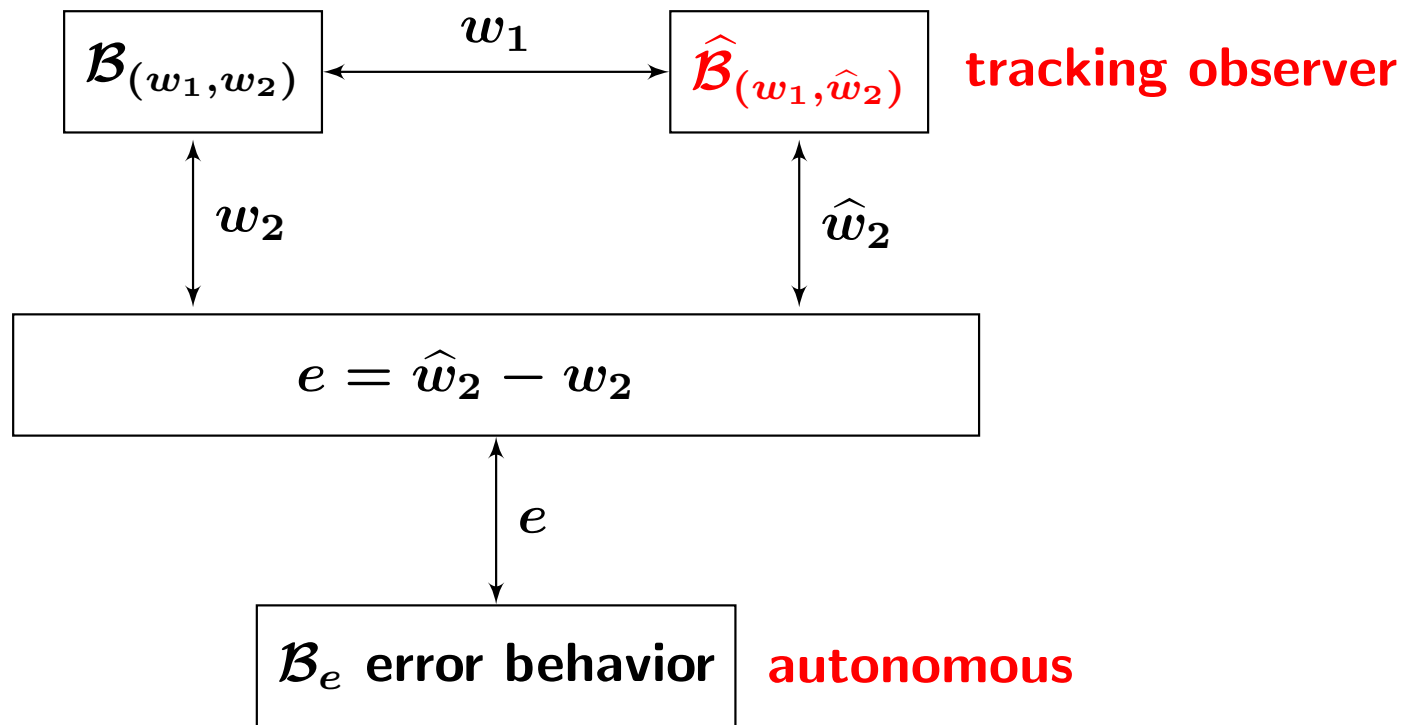 w₁
𝓑₍w₁,w₂₎ 𝓑̂₍w₁,ŵ₂₎ tracking observer
w₂ ŵ₂
e = ŵ₂ − w₂
e
𝓑ₑ error behavior autonomous